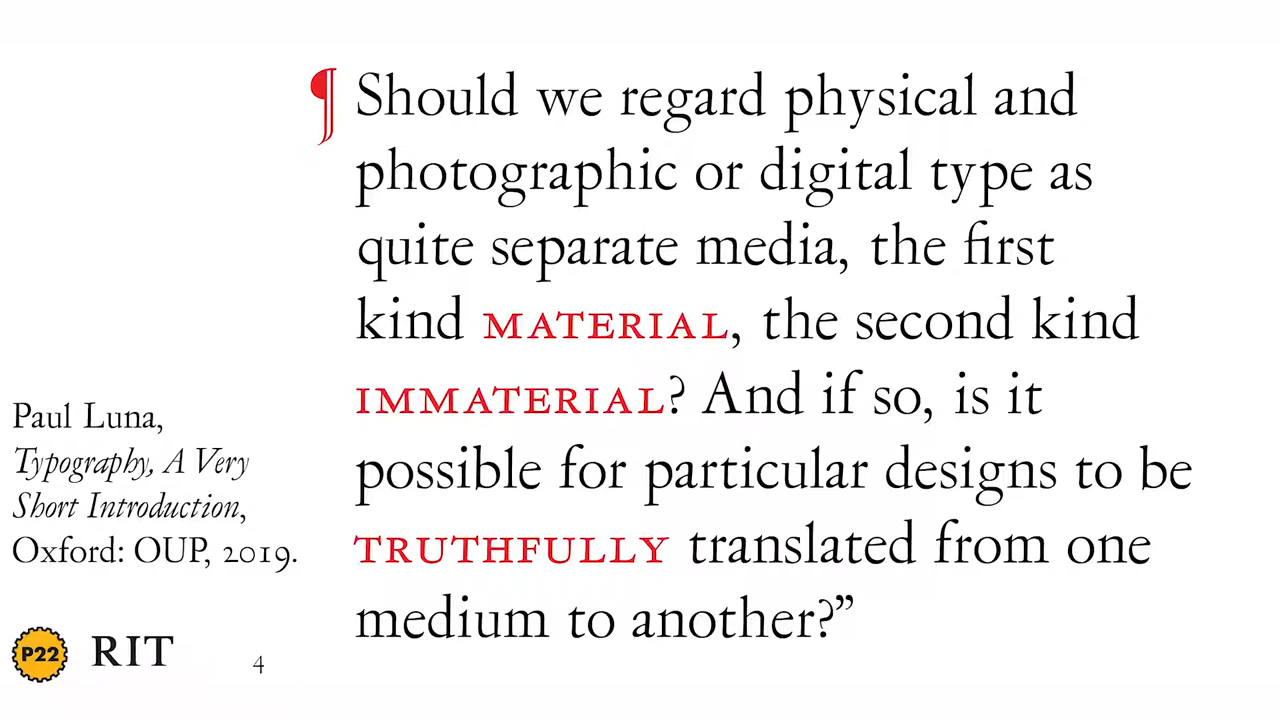 ¶ Should we regard physical and
photographic or digital type as
quite separate media, the first
kind MATERIAL, the second kind
IMMATERIAL? And if so, is it
possible for particular designs to be
TRUTHFULLY translated from one
medium to another?”
Paul Luna,
Typography, A Very
Short Introduction,
Oxford: OUP, 2019.
P22 RIT 4